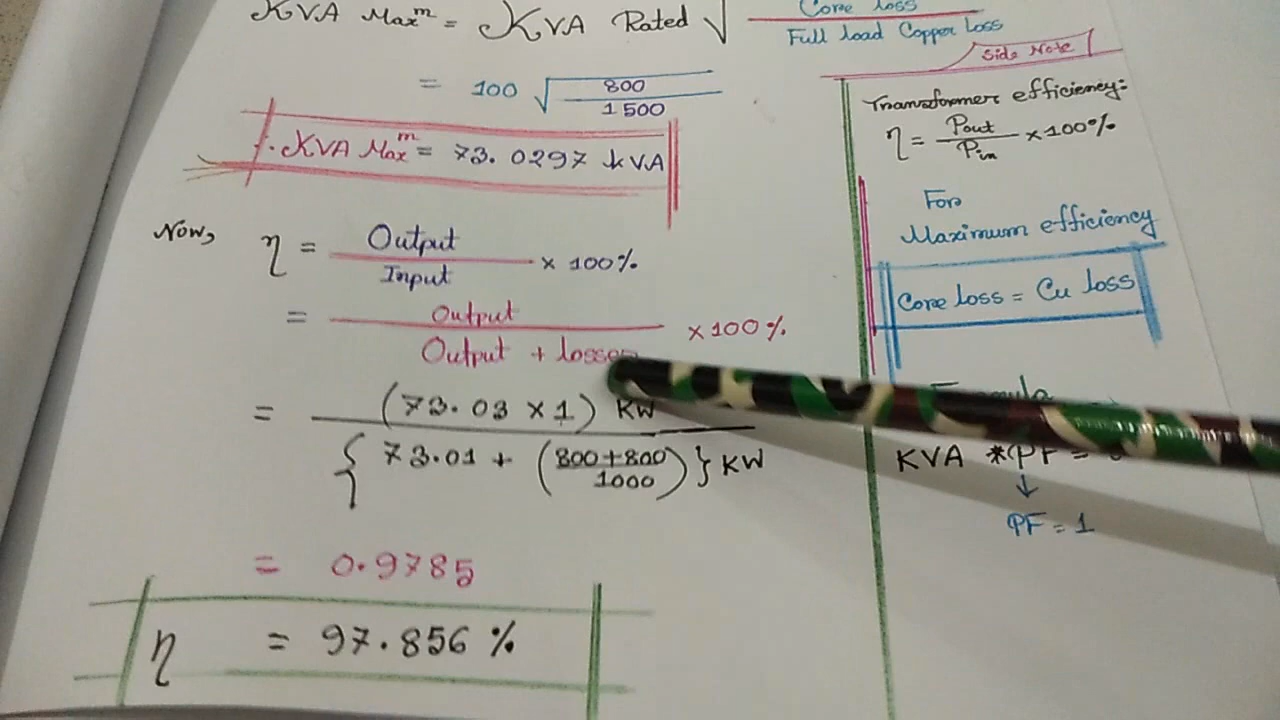 KVA Maxᵐ = KVA Rated √ Core loss
Full load Copper Loss
= 100 √ 800
1500
∴ KVA Maxᵐ = 73.0297 kVA
Now, η = Output
Input × 100%
= Output
Output + losses × 100%
= (73.03 × 1) KW
{ 73.01 + (800+800
1000) } KW
= 0.9785
η = 97.856 %
Side Note
Transformer efficiency:-
η = Pout
Pin × 100%
For
Maximum efficiency
Core loss = Cu loss
Formula
KVA * PF =
↓
PF = 1